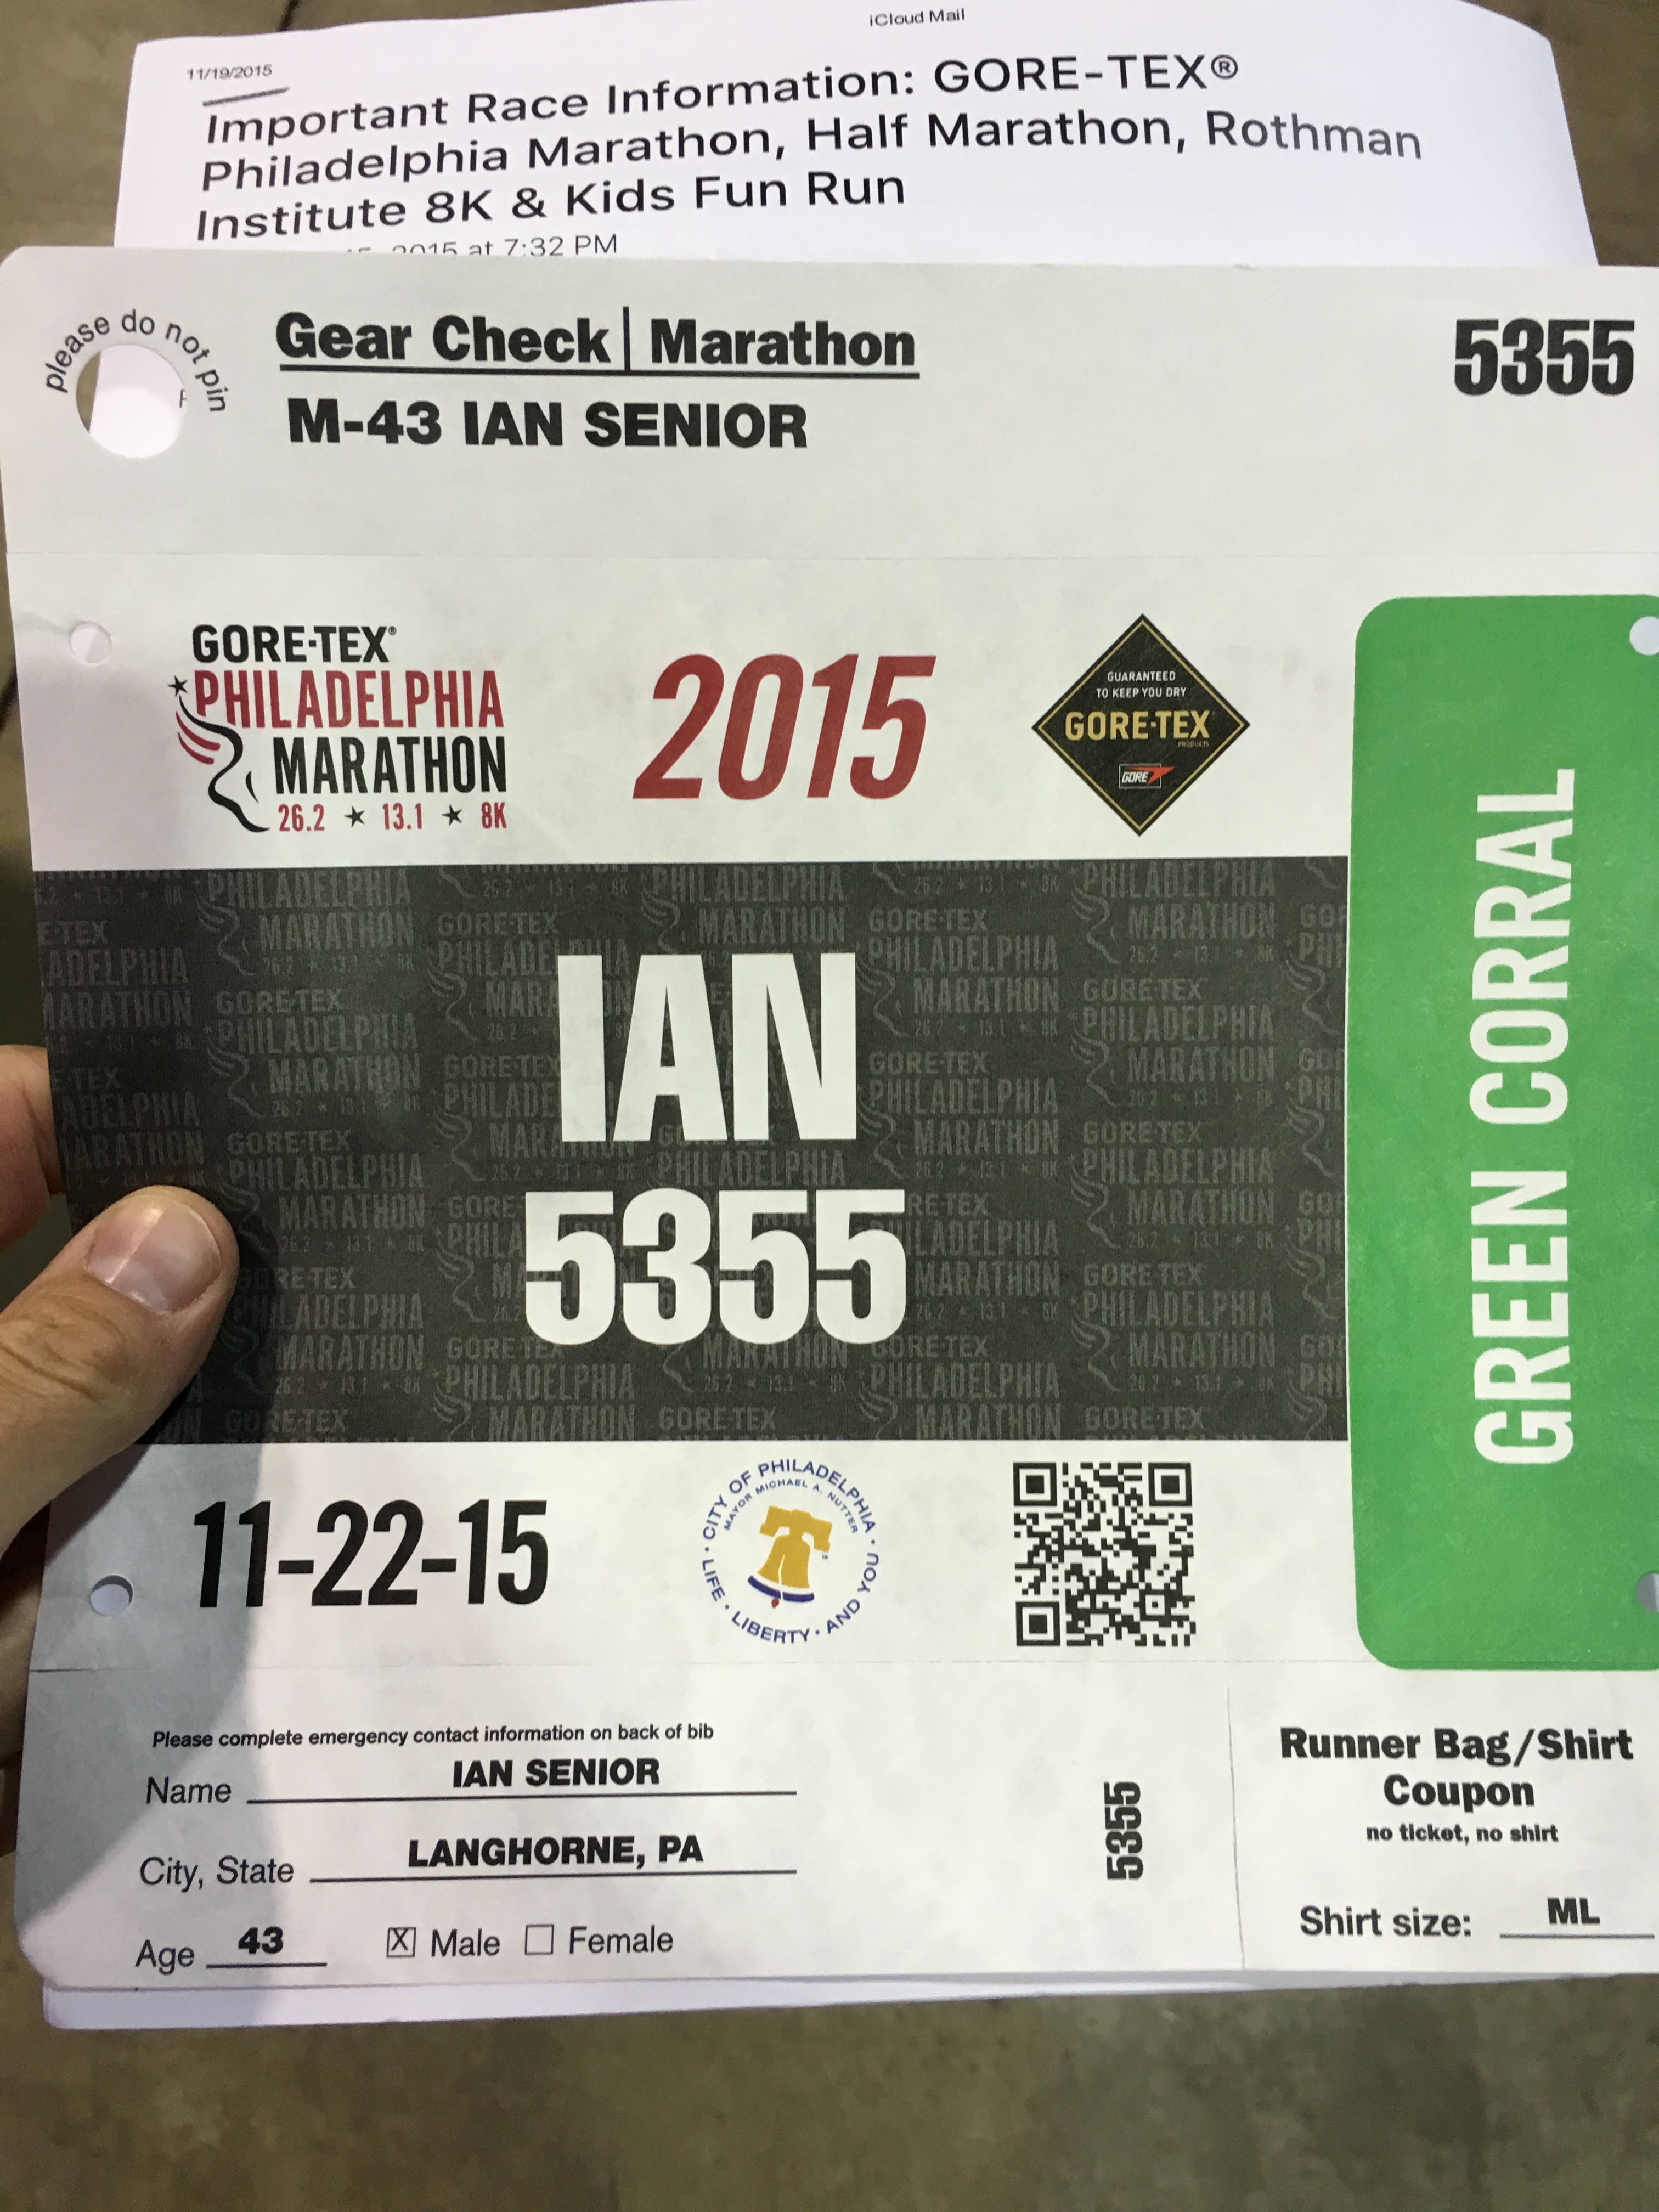 iCloud Mail
11/19/2015
Important Race Information: GORE-TEX®
Philadelphia Marathon, Half Marathon, Rothman
Institute 8K & Kids Fun Run
2015 at 7:32 PM
please do not pin
Gear Check | Marathon
5355
M-43 IAN SENIOR
GORE-TEX®
PHILADELPHIA
MARATHON
26.2 ★ 13.1 ★ 8K
2015
GUARANTEED
TO KEEP YOU DRY
GORE-TEX
PRODUCTS
GORE
GREEN CORRAL
IAN
5355
11-22-15
CITY OF PHILADELPHIA
MAYOR MICHAEL A. NUTTER
LIFE • LIBERTY • AND YOU
Please complete emergency contact information on back of bib
Name IAN SENIOR
City, State LANGHORNE, PA
Age 43 X Male Female
5355
Runner Bag/Shirt
Coupon
no ticket, no shirt
Shirt size: ML